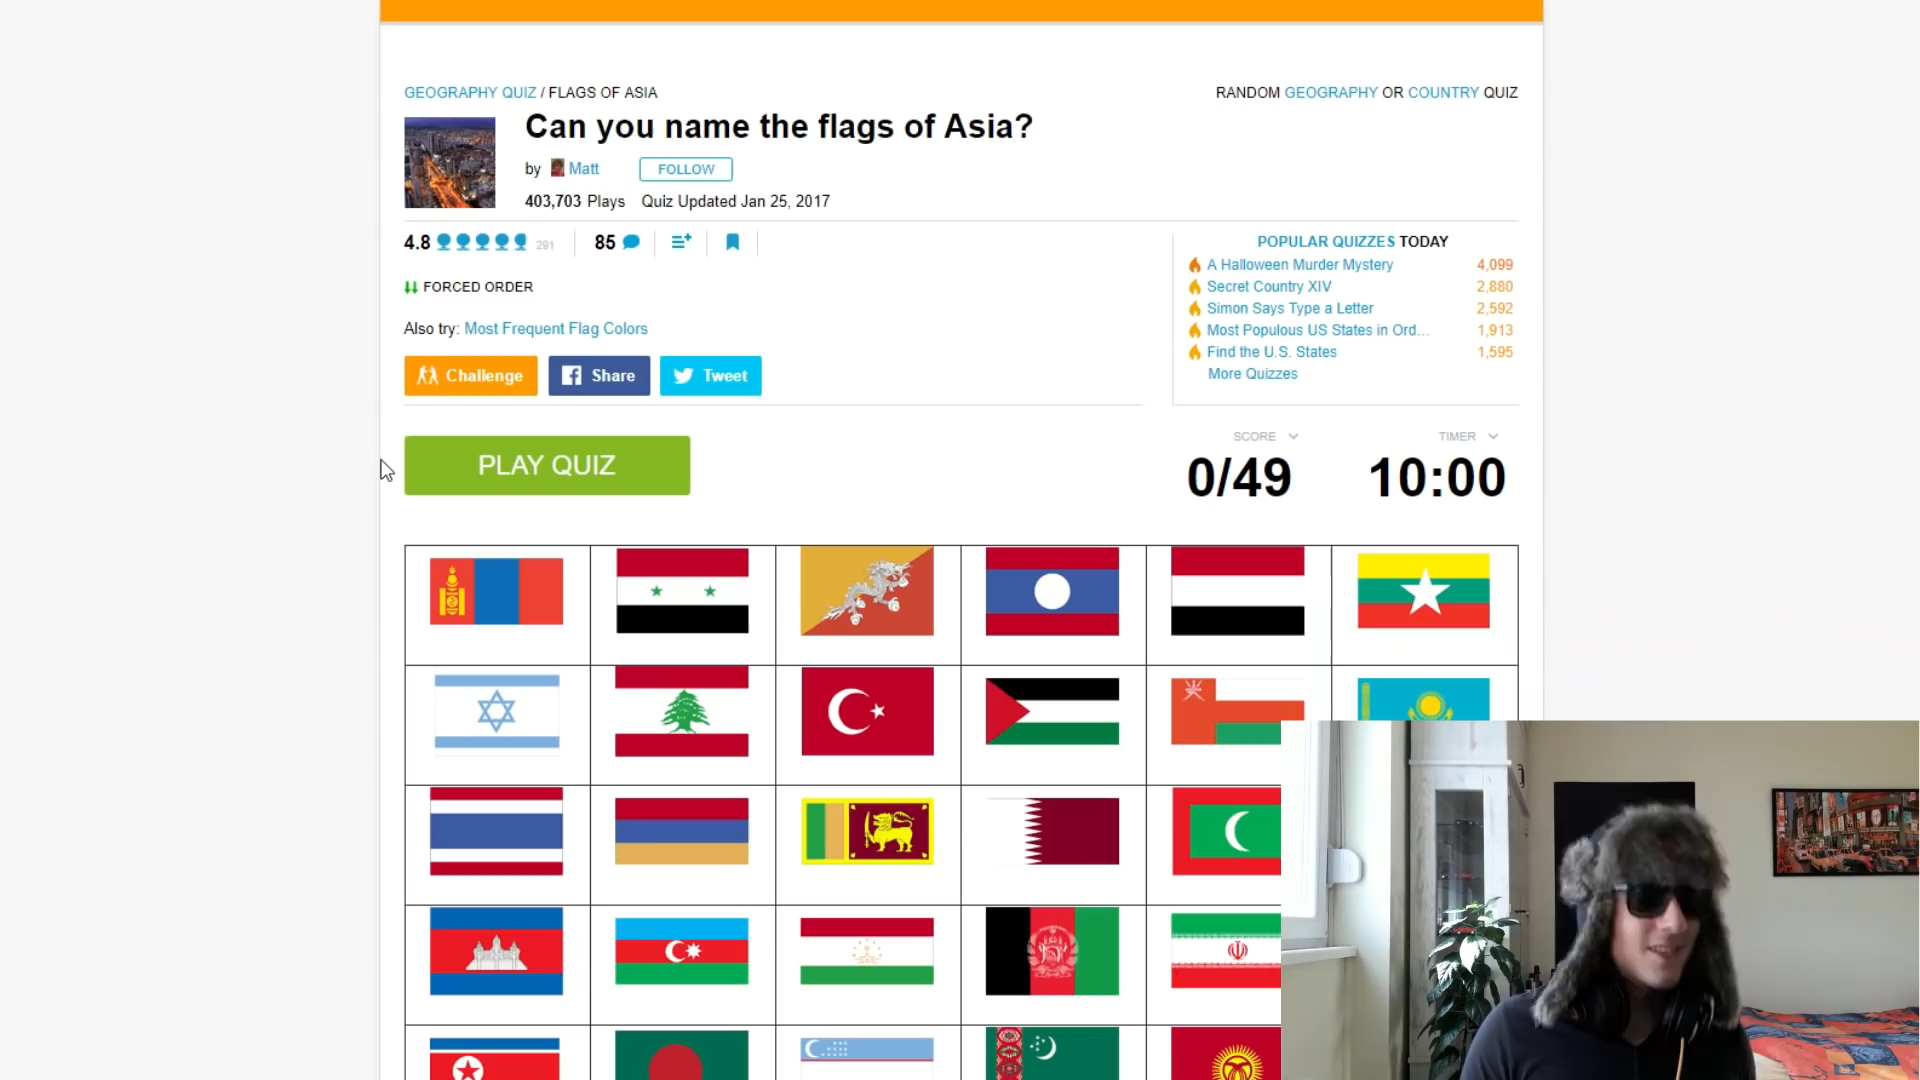 GEOGRAPHY QUIZ / FLAGS OF ASIA
RANDOM GEOGRAPHY OR COUNTRY QUIZ
Can you name the flags of Asia?
by Matt FOLLOW
403,703 Plays Quiz Updated Jan 25, 2017
4.8 291 85
FORCED ORDER
Also try: Most Frequent Flag Colors
Challenge Share Tweet
POPULAR QUIZZES TODAY
A Halloween Murder Mystery 4,099
Secret Country XIV 2,880
Simon Says Type a Letter 2,592
Most Populous US States in Ord... 1,913
Find the U.S. States 1,595
More Quizzes
PLAY QUIZ
SCORE TIMER
0/49 10:00